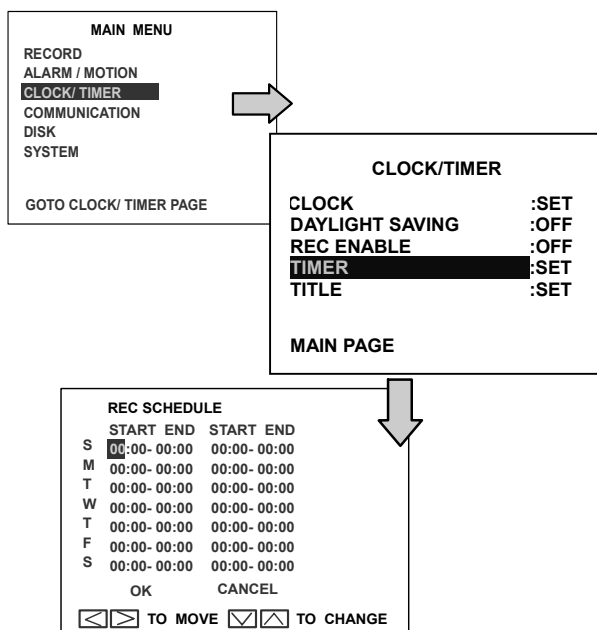 MAIN MENU
RECORD
ALARM / MOTION
CLOCK/ TIMER
COMMUNICATION
DISK
SYSTEM
GOTO CLOCK/ TIMER PAGE
CLOCK/TIMER
CLOCK :SET
DAYLIGHT SAVING :OFF
REC ENABLE :OFF
TIMER :SET
TITLE :SET
MAIN PAGE
REC SCHEDULE
START END START END
S 00:00- 00:00 00:00- 00:00
M 00:00- 00:00 00:00- 00:00
T 00:00- 00:00 00:00- 00:00
W 00:00- 00:00 00:00- 00:00
T 00:00- 00:00 00:00- 00:00
F 00:00- 00:00 00:00- 00:00
S 00:00- 00:00 00:00- 00:00
OK CANCEL
TO MOVE TO CHANGE